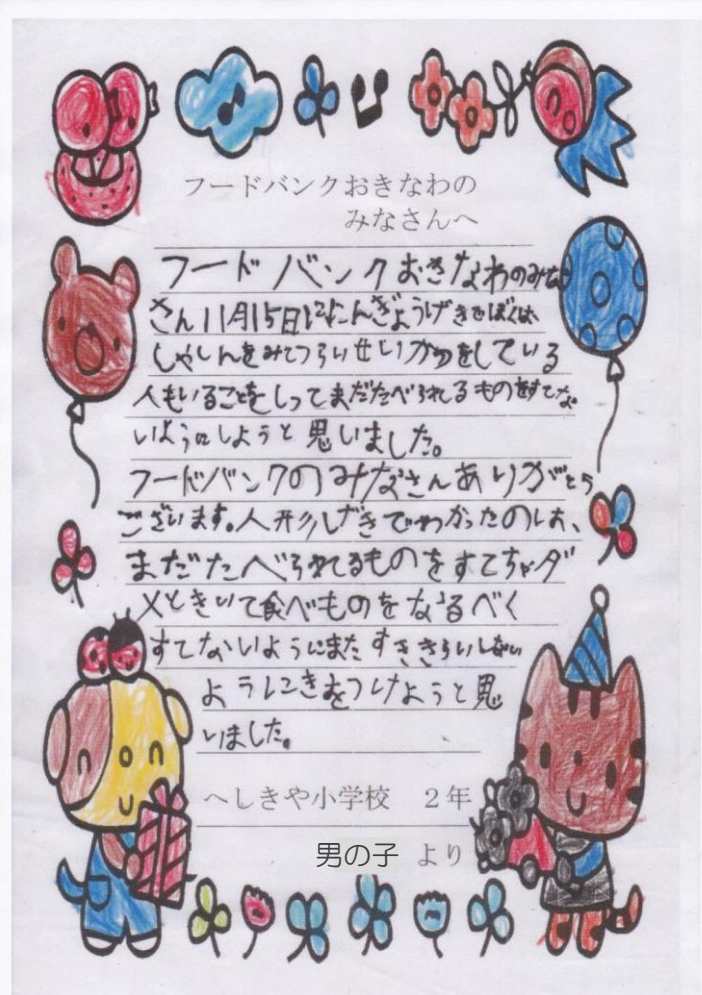 フードバンクおきなわの
みなさんへ
フードバンクおきなわのみな
さん11月15日にんぎょうげきでぼくは
しゃしんをみてつらいせいかつをしている
人もいることをしってまだたべられるものをすてな
いようにしようと思いました。
フードバンクのみなさんありがとう
ございます。人形げきでわかったのは、
まだたべられてるものをすてちゃダ
メときいて食べものをなるべく
すてないようにまたすききらいしない
ようにきおつけようと思
いました。
へしきや小学校 2年
男の子 より